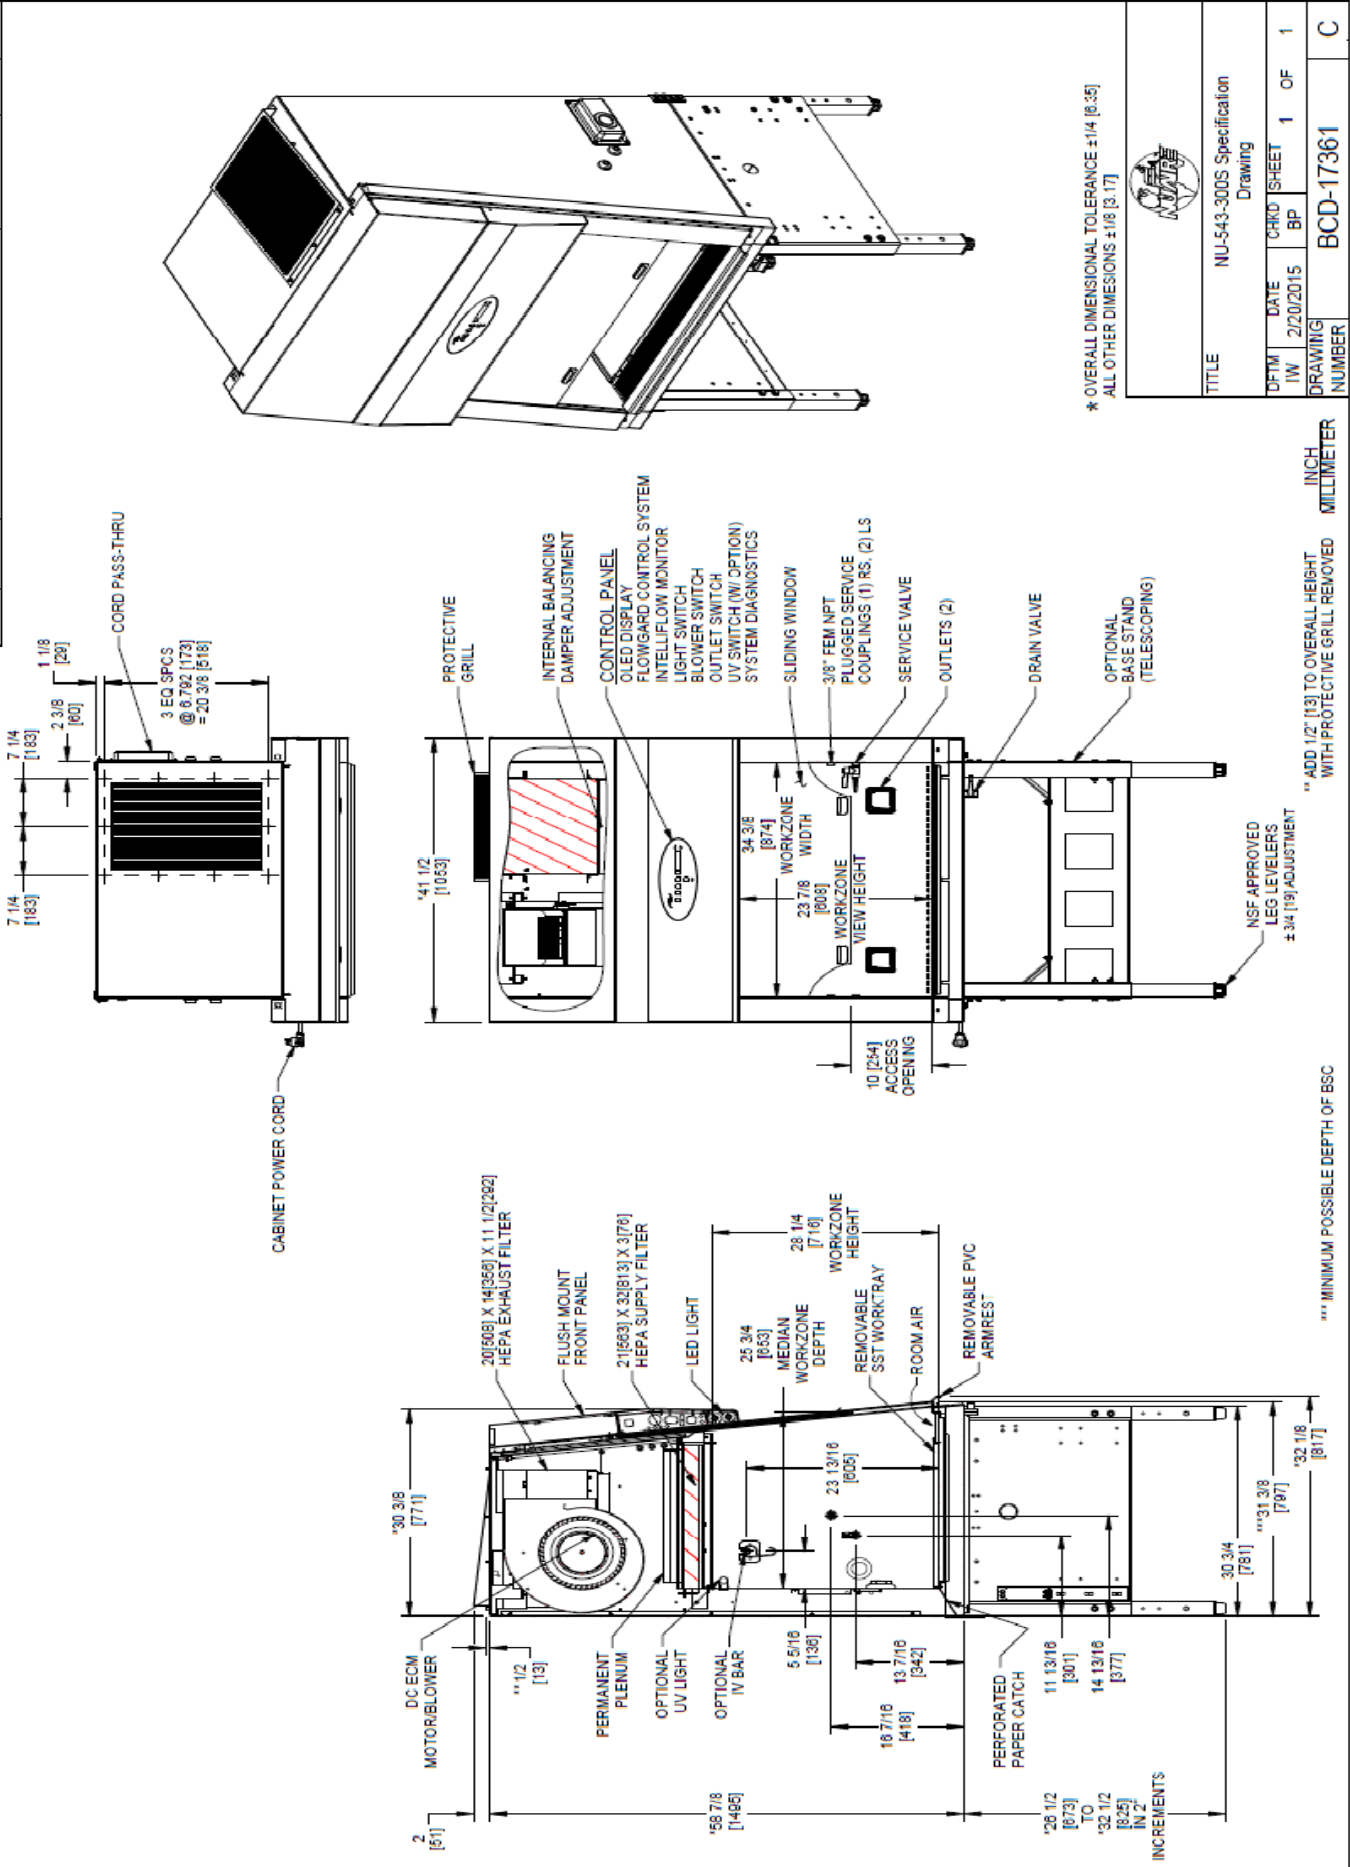 2
[51]
DC ECM
MOTOR/BLOWER
**1/2
[13]
PERMANENT
PLENUM
OPTIONAL
UV LIGHT
OPTIONAL
IV BAR
*58 7/8
[1495]
5 5/16
[136]
13 7/16
[342]
16 7/16
[418]
PERFORATED
PAPER CATCH
*26 1/2
[673]
TO
*32 1/2
[825]
IN 2"
INCREMENTS
11 13/16
[301]
14 13/16
[377]
*30 3/8
[771]
20[508] X 14[356] X 11 1/2[292]
HEPA EXHAUST FILTER
FLUSH MOUNT
FRONT PANEL
21[563] X 32[813] X 3[76]
HEPA SUPPLY FILTER
LED LIGHT
25 3/4
[653]
MEDIAN
WORKZONE
DEPTH
28 1/4
[716]
WORKZONE
HEIGHT
23 13/16
[605]
REMOVABLE
SST WORKTRAY
ROOM AIR
REMOVABLE PVC
ARMREST
30 3/4
[781]
***31 3/8
[797]
*32 1/8
[817]
*** MINIMUM POSSIBLE DEPTH OF BSC
CABINET POWER CORD
7 1/4
[183]
7 1/4
[183]
2 3/8
[60]
1 1/8
[29]
CORD PASS-THRU
3 EQ SPCS
@ 6.792 [173]
= 20 3/8 [518]
*41 1/2
[1053]
PROTECTIVE
GRILL
INTERNAL BALANCING
DAMPER ADJUSTMENT
CONTROL PANEL
OLED DISPLAY
FLOWGARD CONTROL SYSTEM
INTELLIFLOW MONITOR
LIGHT SWITCH
BLOWER SWITCH
OUTLET SWITCH
UV SWITCH (W/ OPTION)
SYSTEM DIAGNOSTICS
SLIDING WINDOW
3/8" FEM NPT
PLUGGED SERVICE
COUPLINGS (1) RS, (2) LS
SERVICE VALVE
OUTLETS (2)
DRAIN VALVE
OPTIONAL
BASE STAND
(TELESCOPING)
34 3/8
[874]
WORKZONE
WIDTH
23 7/8
[608]
WORKZONE
VIEW HEIGHT
10 [254]
ACCESS
OPENING
NSF APPROVED
LEG LEVELERS
± 3/4 [19] ADJUSTMENT
** ADD 1/2" [13] TO OVERALL HEIGHT
WITH PROTECTIVE GRILL REMOVED
INCH
MILLIMETER
* OVERALL DIMENSIONAL TOLERANCE ±1/4 [6.35]
ALL OTHER DIMESIONS ±1/8 [3.17]
NUAIRE
TITLE
NU-543-300S Specification
Drawing
DFTM
IW
DATE
2/20/2015
CHKD
BP
SHEET 1 OF 1
DRAWING
NUMBER
BCD-17361
C